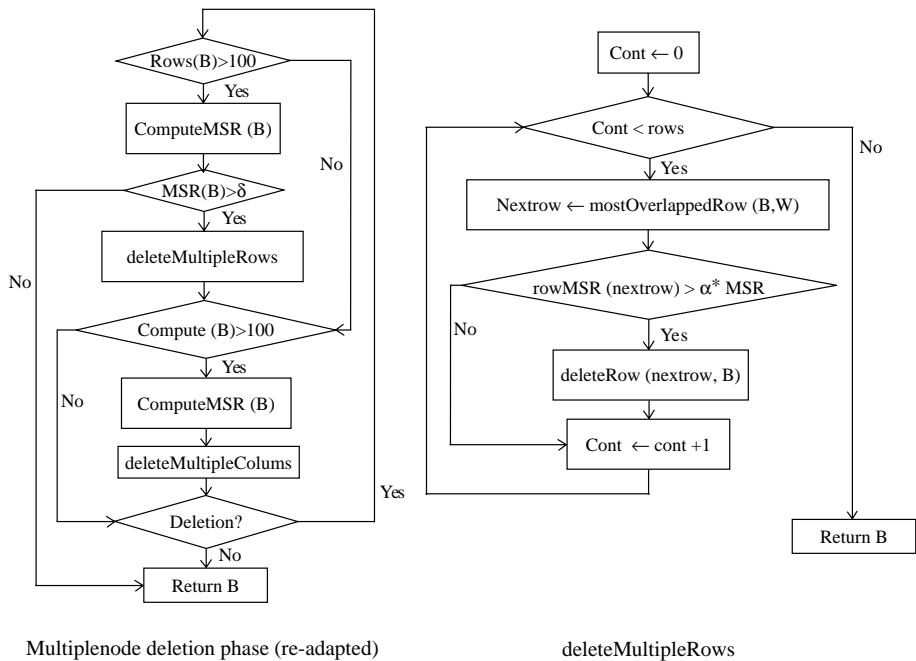 Rows(B)>100
Yes
ComputeMSR (B)
No
MSR(B)>δ
Yes
deleteMultipleRows
No
Compute (B)>100
Yes
No
ComputeMSR (B)
deleteMultipleColums
Yes
Deletion?
No
Return B
Multiplenode deletion phase (re-adapted)
Cont ← 0
Cont < rows
No
Yes
Nextrow ← mostOverlappedRow (B,W)
rowMSR (nextrow) > α* MSR
No
Yes
deleteRow (nextrow, B)
Cont ← cont +1
Return B
deleteMultipleRows